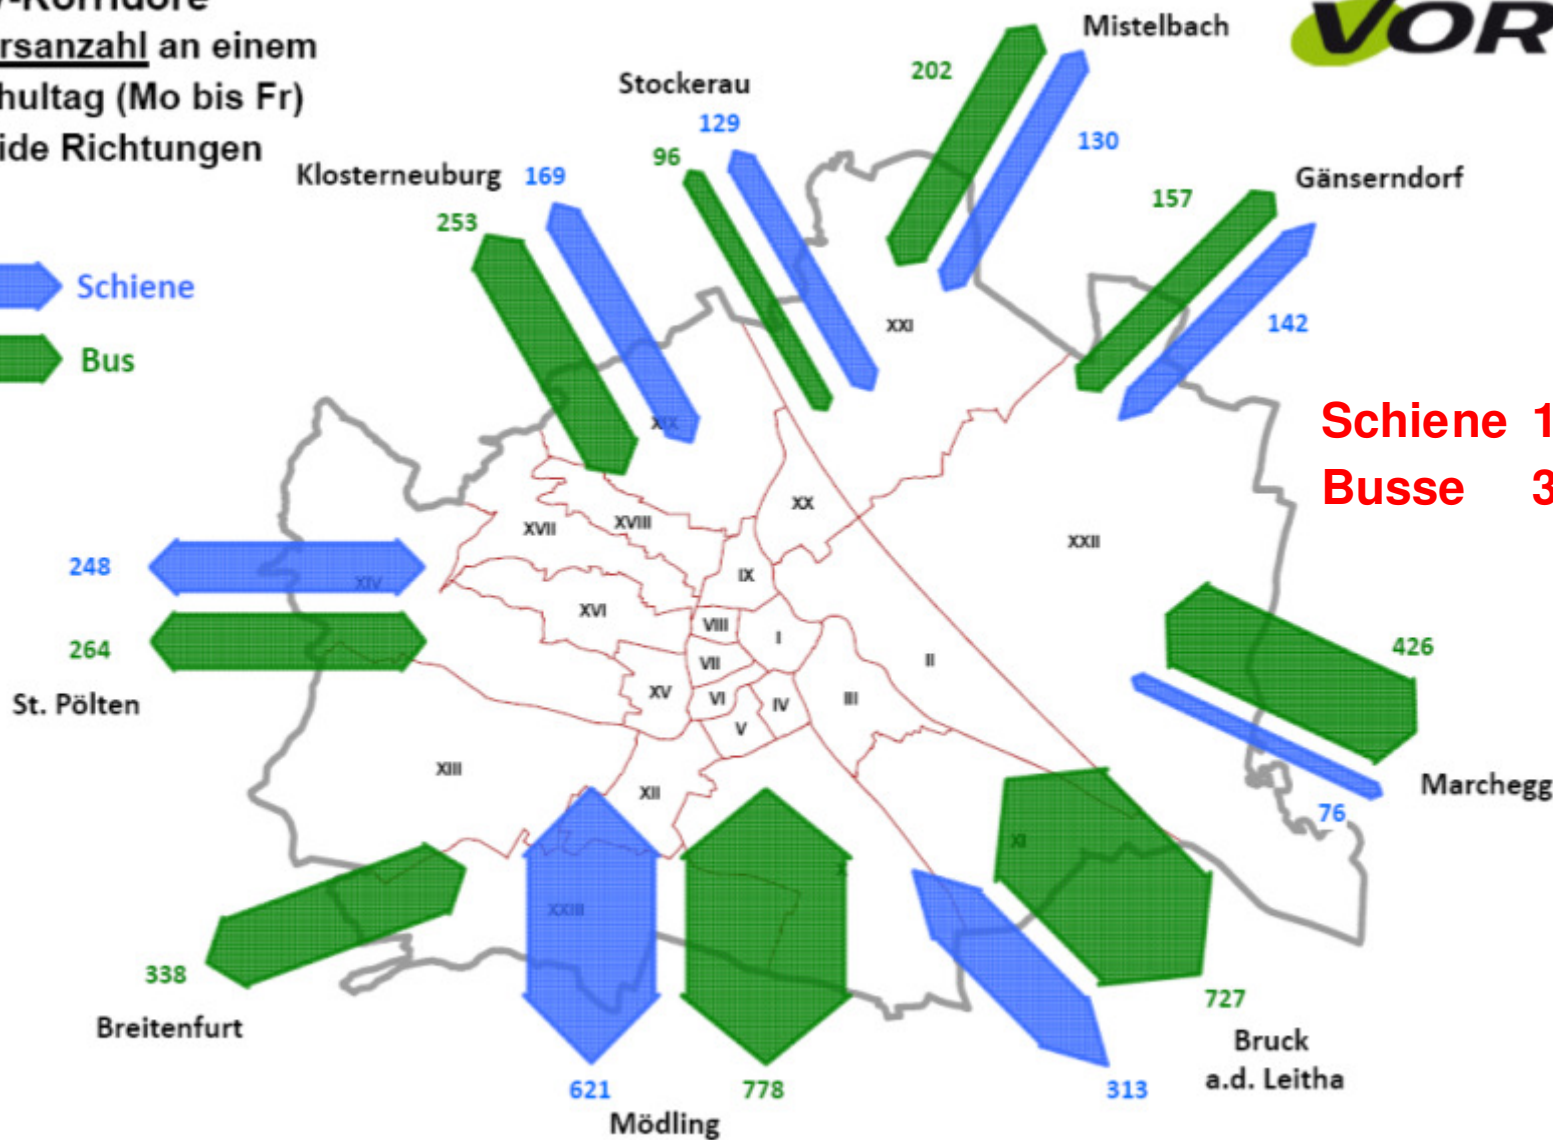 an einem
(Mo bis Fr)
Richtungen
VOR
Mistelbach
202
130
Stockerau
129
96
Klosterneuburg
169
253
Gänserndorf
157
142
Schiene
Bus
Schiene
Busse
XXI
XIX
XX
XVII
XVIII
XXII
IX
248
XIV
XVI
VIII
I
264
VII
II
426
St. Pölten
XV
VI
IV
III
V
XIII
XII
Marchegg
76
XI
X
XXIII
338
Breitenfurt
727
Bruck
a.d. Leitha
621
778
313
Mödling